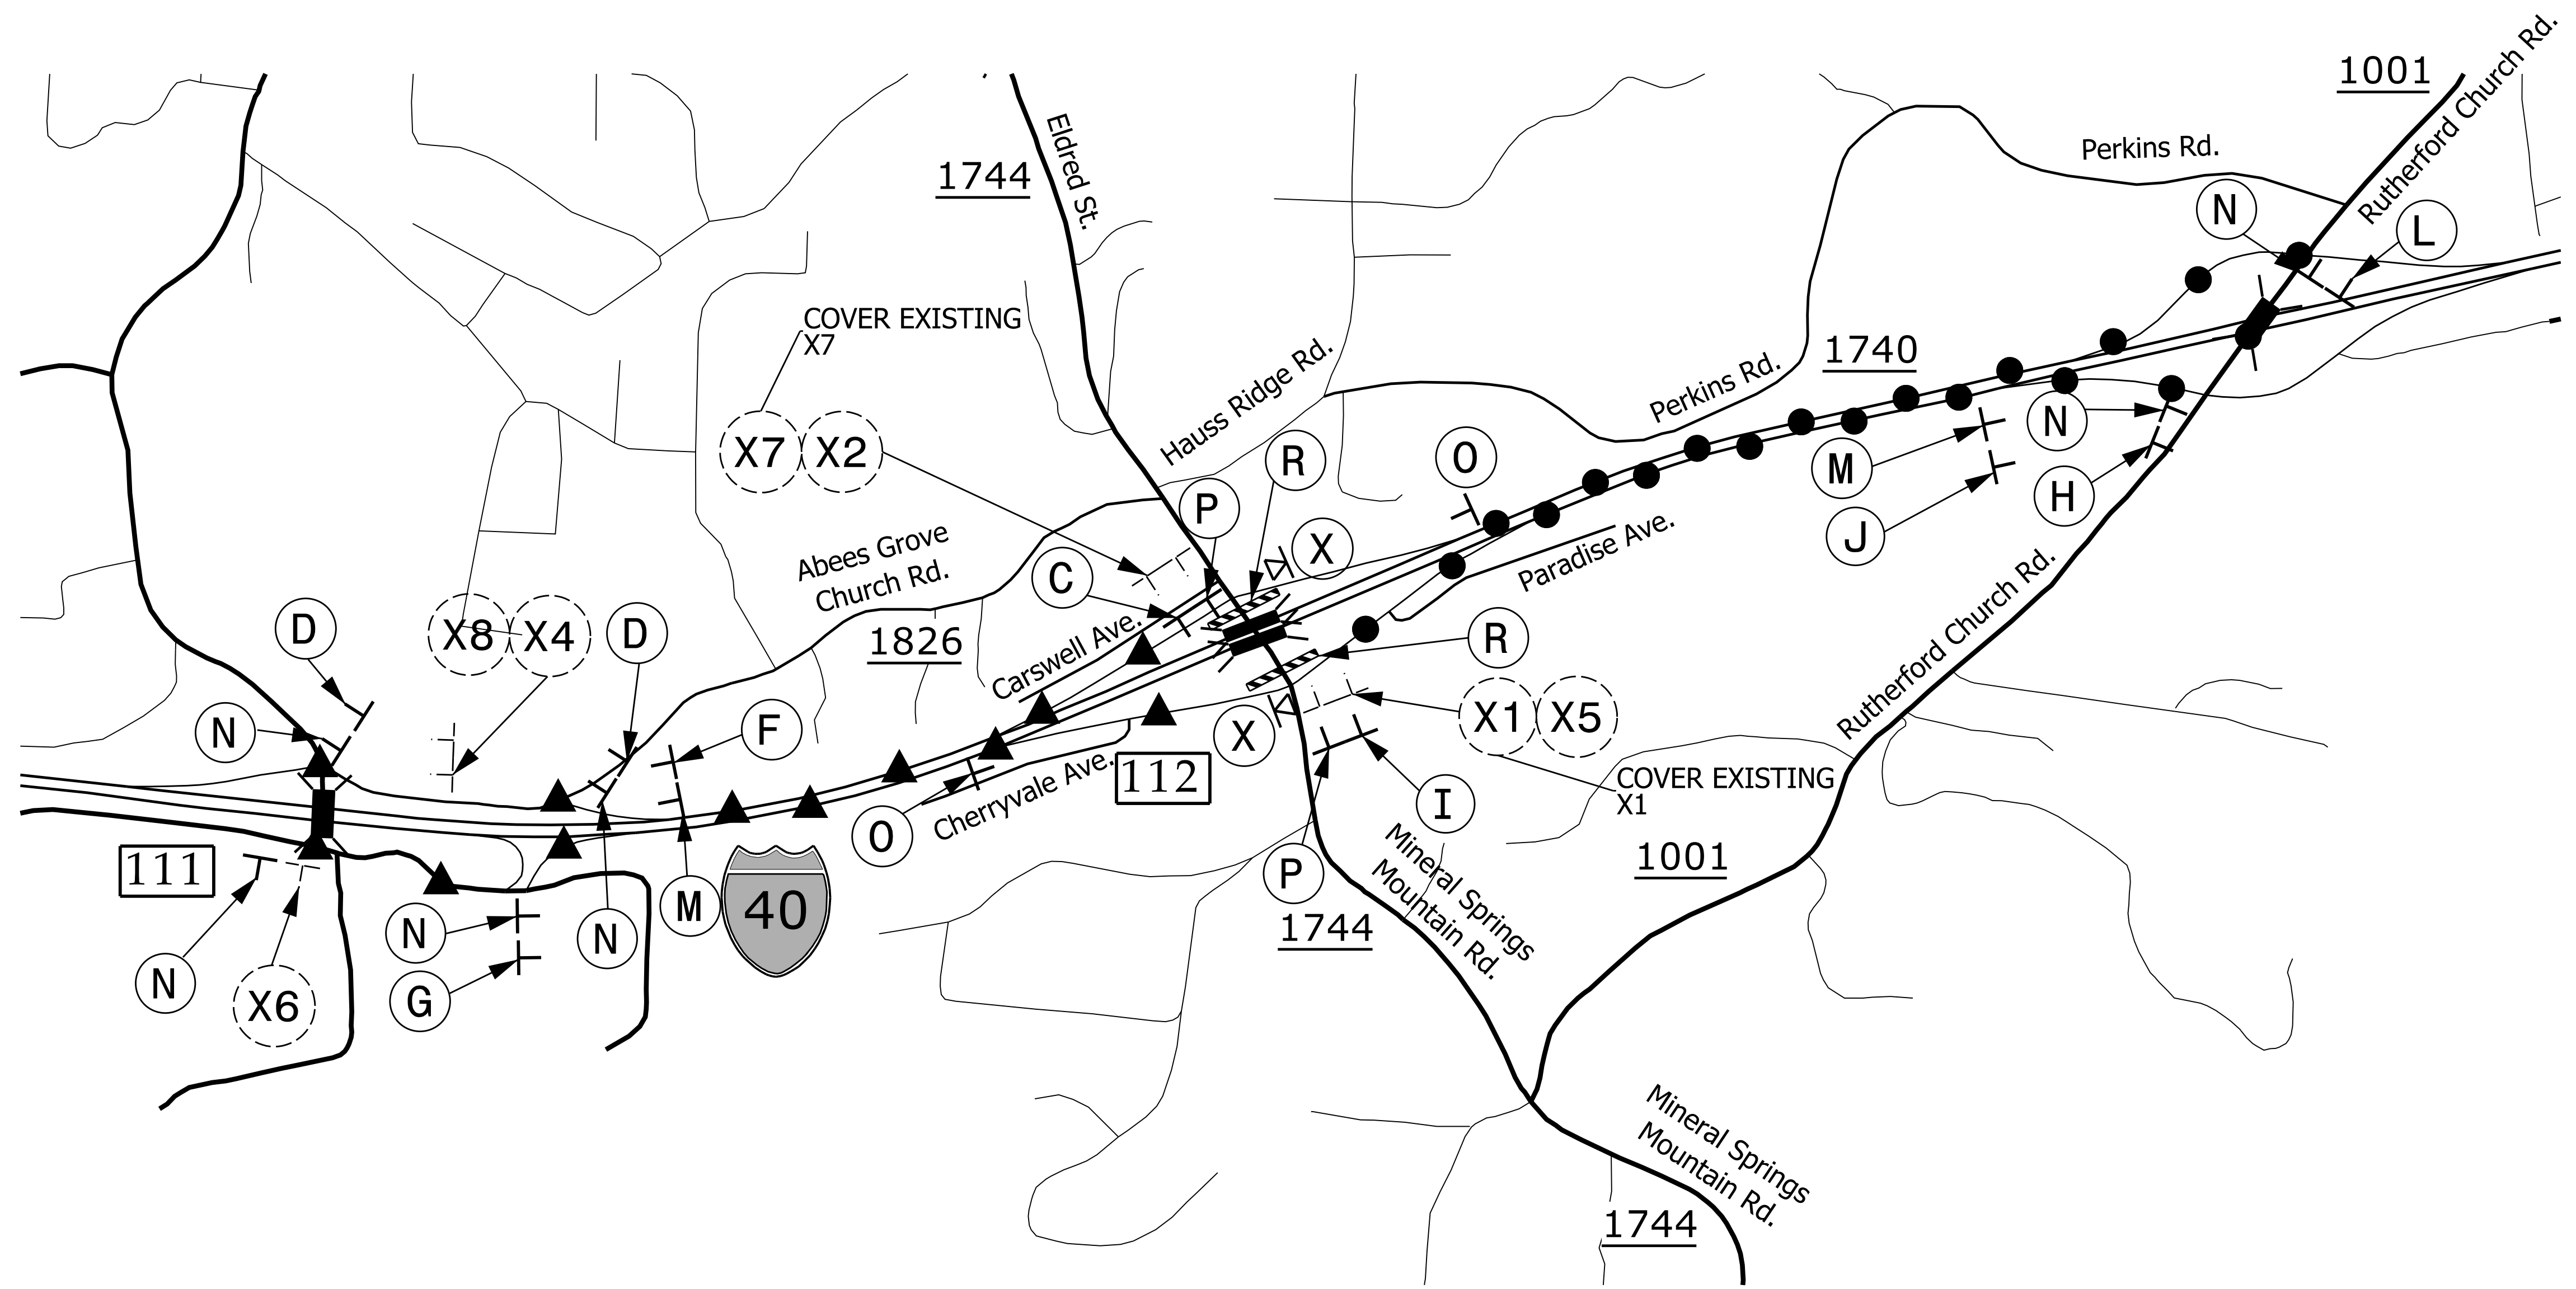 1001
Rutherford Church Rd.
Perkins Rd.
Eldred St.
1744
N
L
COVER EXISTING
X7
Hauss Ridge Rd.
1740
Perkins Rd.
X7
X2
R
O
N
M
P
H
J
X
C
Abees Grove
Church Rd.
Paradise Ave.
D
X8
X4
D
1826
Carswell Ave.
R
Rutherford Church Rd.
N
F
X
X1
X5
112
COVER EXISTING
X1
I
O
Cherryvale Ave.
111
P
Mineral Springs
Mountain Rd.
1001
M
40
N
N
1744
N
X6
G
Mineral Springs
Mountain Rd.
1744